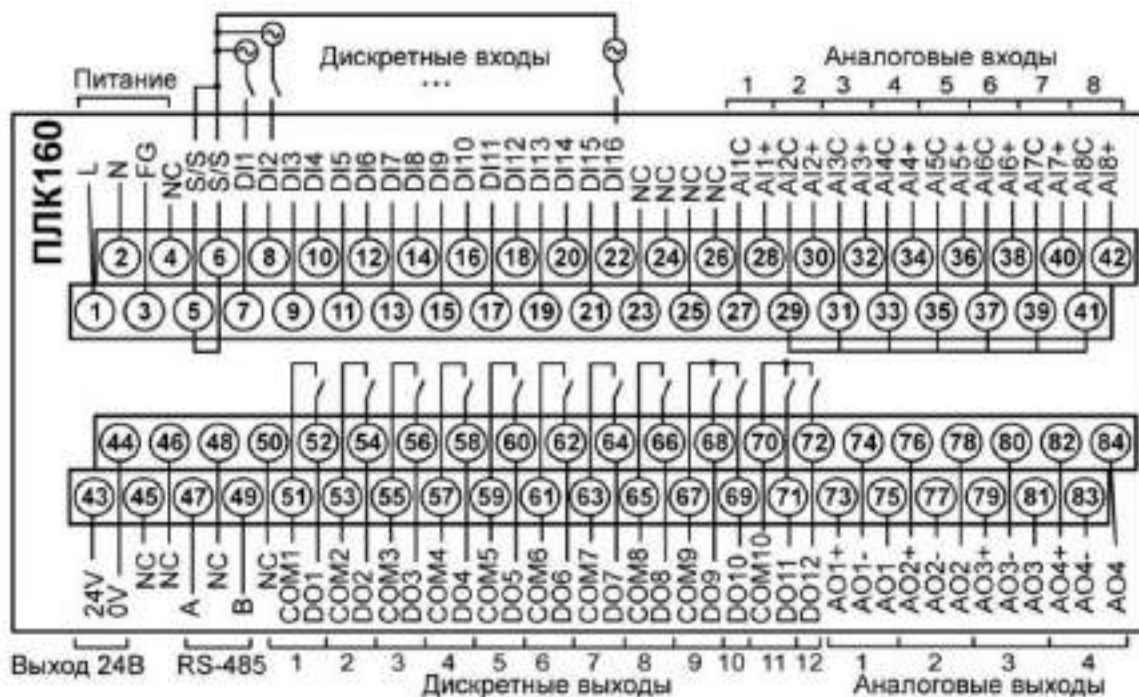 Дискретные входы
...
Аналоговые входы
Питание
1 2 3 4 5 6 7 8
ПЛК160
L N FG NC S/S S/S DI1 DI2 DI3 DI4 DI5 DI6 DI7 DI8 DI9 DI10 DI11 DI12 DI13 DI14 DI15 DI16 NC NC NC NC AI1C AI1+ AI2C AI2+ AI3C AI3+ AI4C AI4+ AI5C AI5+ AI6C AI6+ AI7C AI7+ AI8C AI8+
2 4 6 8 10 12 14 16 18 20 22 24 26 28 30 32 34 36 38 40 42
1 3 5 7 9 11 13 15 17 19 21 23 25 27 29 31 33 35 37 39 41
44 46 48 50 52 54 56 58 60 62 64 66 68 70 72 74 76 78 80 82 84
43 45 47 49 51 53 55 57 59 61 63 65 67 69 71 73 75 77 79 81 83
24V 0V NC NC A NC B NC COM1 DO1 COM2 DO2 COM3 DO3 COM4 DO4 COM5 DO5 COM6 DO6 COM7 DO7 COM8 DO8 COM9 DO9 DO10 COM10 DO11 DO12 AO1+ AO1- AO1 AO2+ AO2- AO2 AO3+ AO3- AO3 AO4+ AO4- AO4
Выход 24В RS-485 1 2 3 4 5 6 7 8 9 10 11 12 1 2 3 4
Дискретные выходы Аналоговые выходы